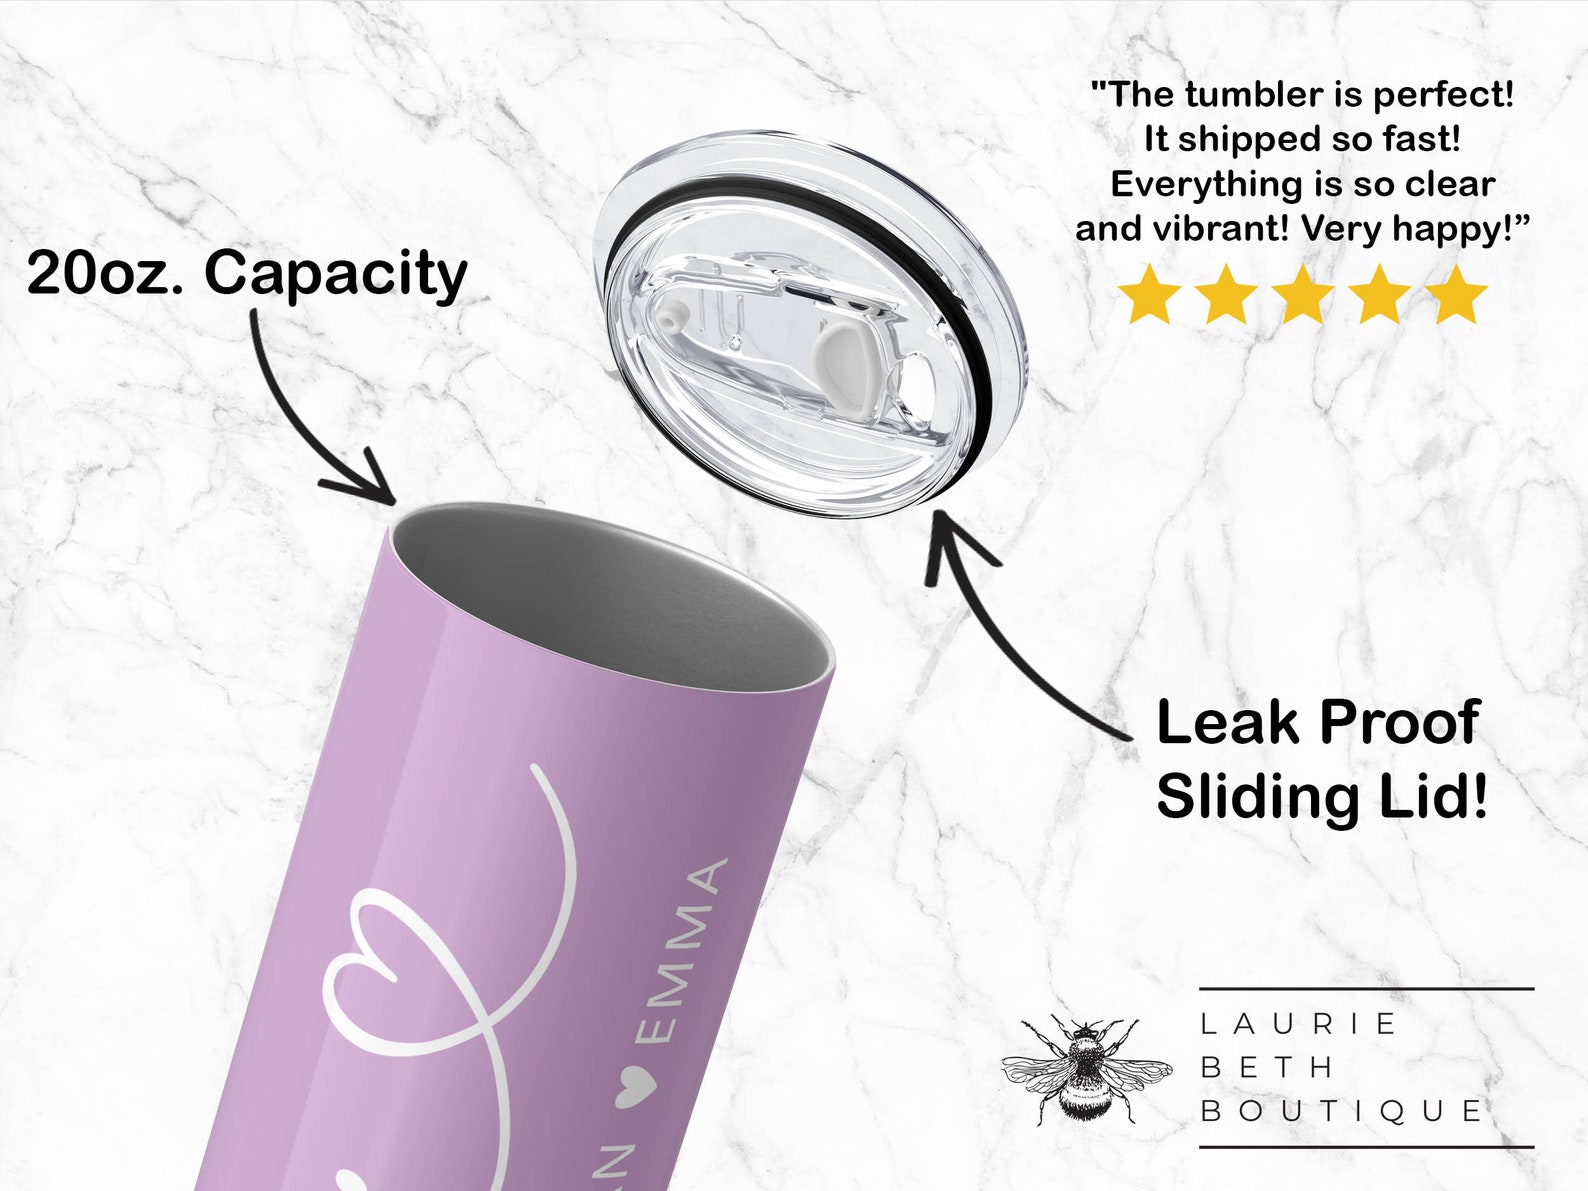 "The tumbler is perfect!
It shipped so fast!
Everything is so clear
and vibrant! Very happy!”
20oz. Capacity
Leak Proof
Sliding Lid!
EMMA
LAURIE
BETH
BOUTIQUE